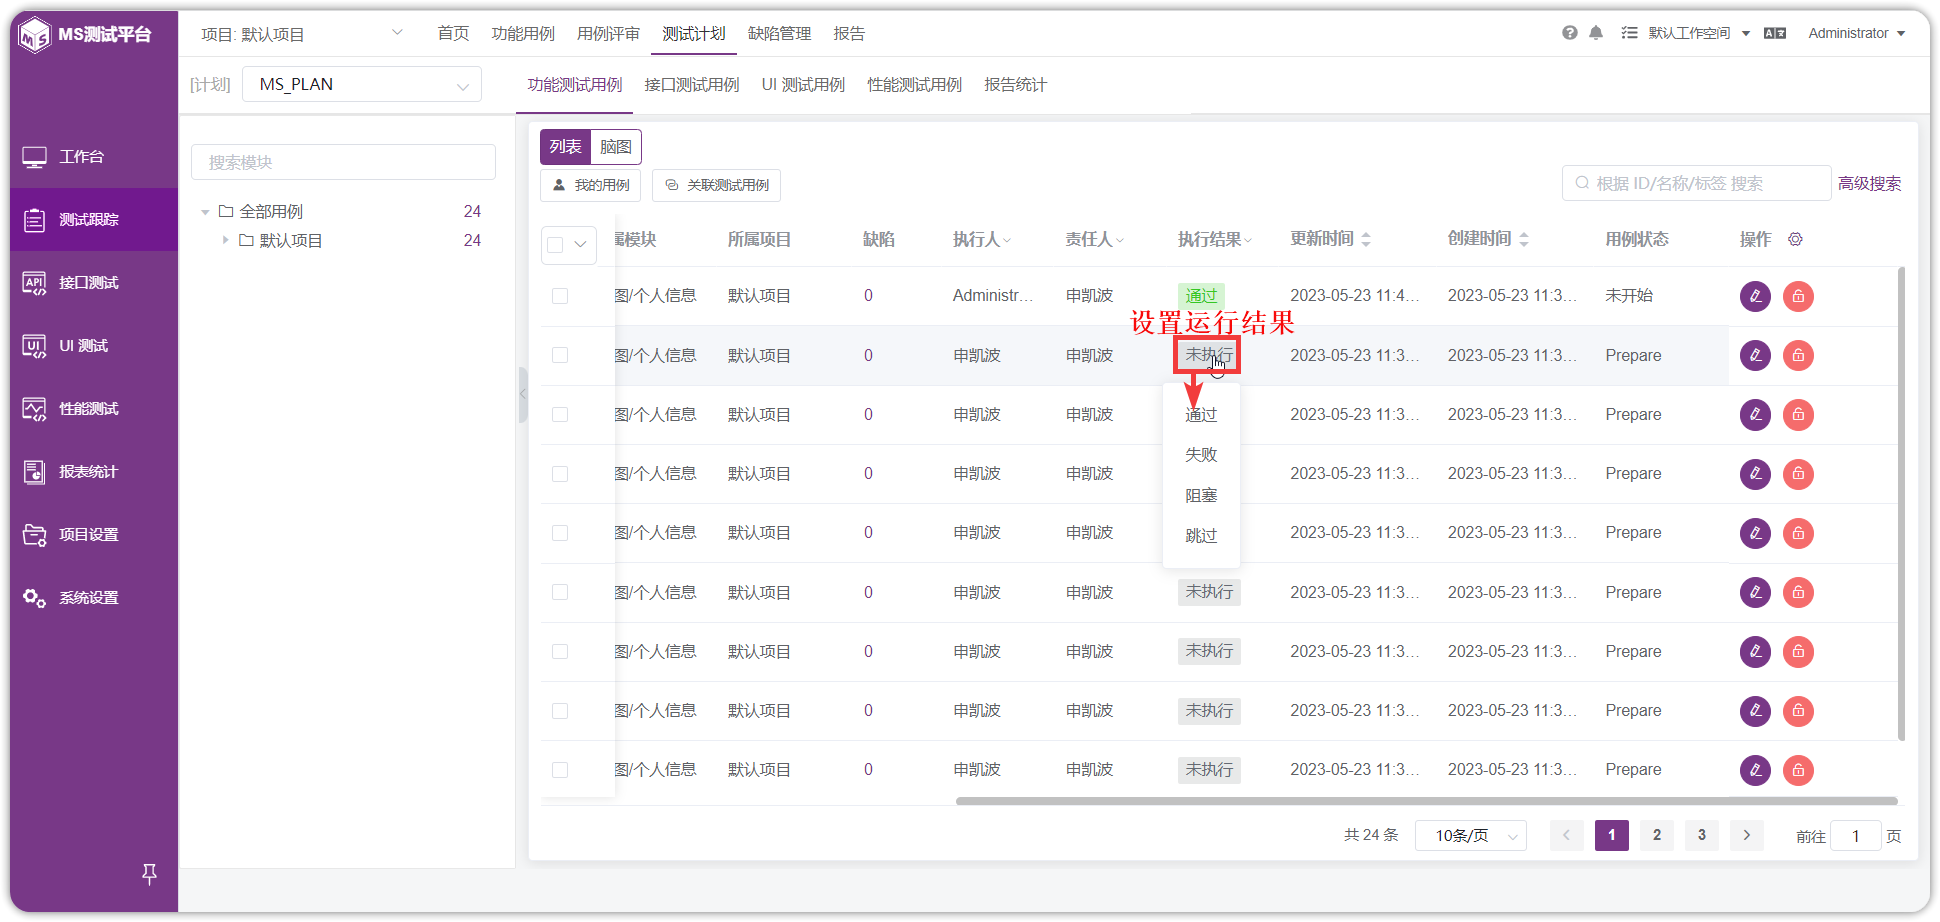 MS测试平台
项目: 默认项目
首页 功能用例 用例评审 测试计划 缺陷管理 报告
默认工作空间
Administrator
[计划] MS_PLAN
功能测试用例 接口测试用例 UI 测试用例 性能测试用例 报告统计
工作台
测试跟踪
接口测试
UI 测试
性能测试
报表统计
项目设置
系统设置
搜索模块
全部用例 24
默认项目 24
列表 脑图
我的用例 关联测试用例
根据 ID/名称/标签 搜索 高级搜索
属模块 所属项目 缺陷 执行人 责任人 执行结果 更新时间 创建时间 用例状态 操作
图/个人信息 默认项目 0 Administr... 申凯波 通过 2023-05-23 11:4... 2023-05-23 11:3... 未开始
设置运行结果
图/个人信息 默认项目 0 申凯波 申凯波 未执行 2023-05-23 11:3... 2023-05-23 11:3... Prepare
图/个人信息 默认项目 0 申凯波 申凯波 通过 2023-05-23 11:3... 2023-05-23 11:3... Prepare
失败
图/个人信息 默认项目 0 申凯波 申凯波 2023-05-23 11:3... 2023-05-23 11:3... Prepare
阻塞
图/个人信息 默认项目 0 申凯波 申凯波 2023-05-23 11:3... 2023-05-23 11:3... Prepare
跳过
图/个人信息 默认项目 0 申凯波 申凯波 未执行 2023-05-23 11:3... 2023-05-23 11:3... Prepare
图/个人信息 默认项目 0 申凯波 申凯波 未执行 2023-05-23 11:3... 2023-05-23 11:3... Prepare
图/个人信息 默认项目 0 申凯波 申凯波 未执行 2023-05-23 11:3... 2023-05-23 11:3... Prepare
图/个人信息 默认项目 0 申凯波 申凯波 未执行 2023-05-23 11:3... 2023-05-23 11:3... Prepare
共 24 条 10条/页 1 2 3 前往 1 页